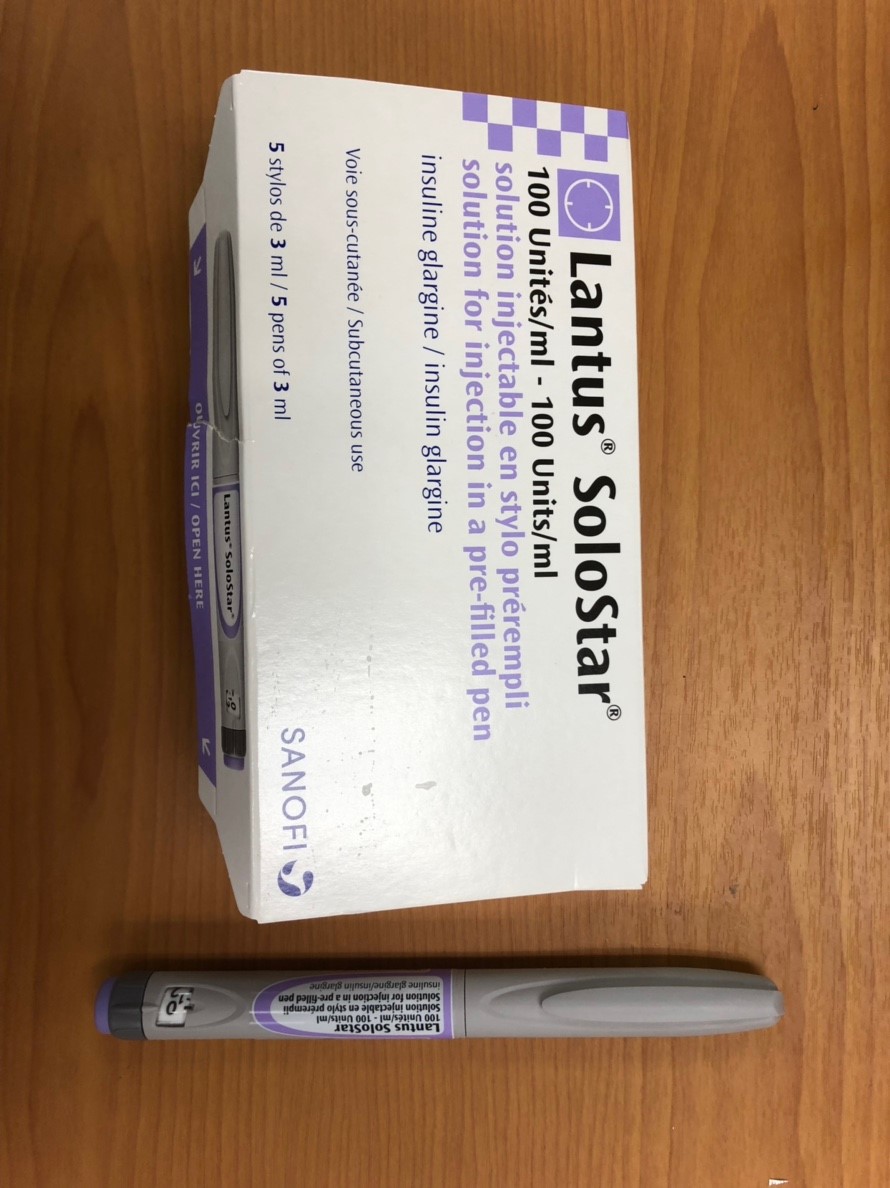 Lantus® SoloStar®
100 Unités/ml - 100 Units/ml
solution injectable en stylo prérempli
solution for injection in a pre-filled pen
insuline glargine / insulin glargine
Voie sous-cutanée / Subcutaneous use
5 stylos de 3 ml / 5 pens of 3 ml
SANOFI
Lantus® SoloStar®
OUVRIR ICI / OPEN HERE
Lantus SoloStar
100 Unités/ml - 100 Units/ml
Solution injectable en stylo prérempli
Solution for injection in a pre-filled pen
insuline glargine/insulin glargine
0